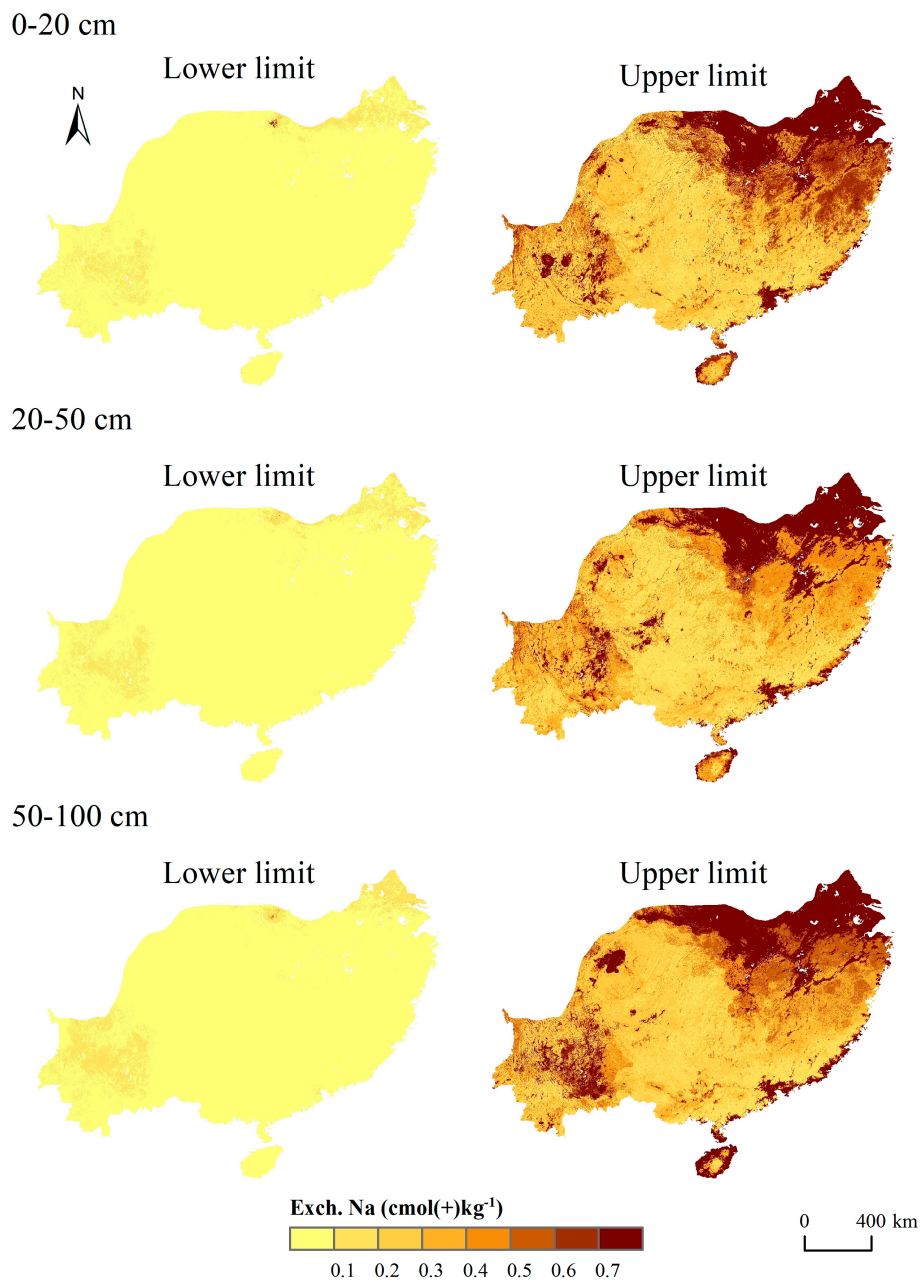 0-20 cm
Lower limit
Upper limit
N
20-50 cm
Lower limit
Upper limit
50-100 cm
Lower limit
Upper limit
Exch. Na (cmol(+)kg⁻¹)
0.1 0.2 0.3 0.4 0.5 0.6 0.7
0 400 km